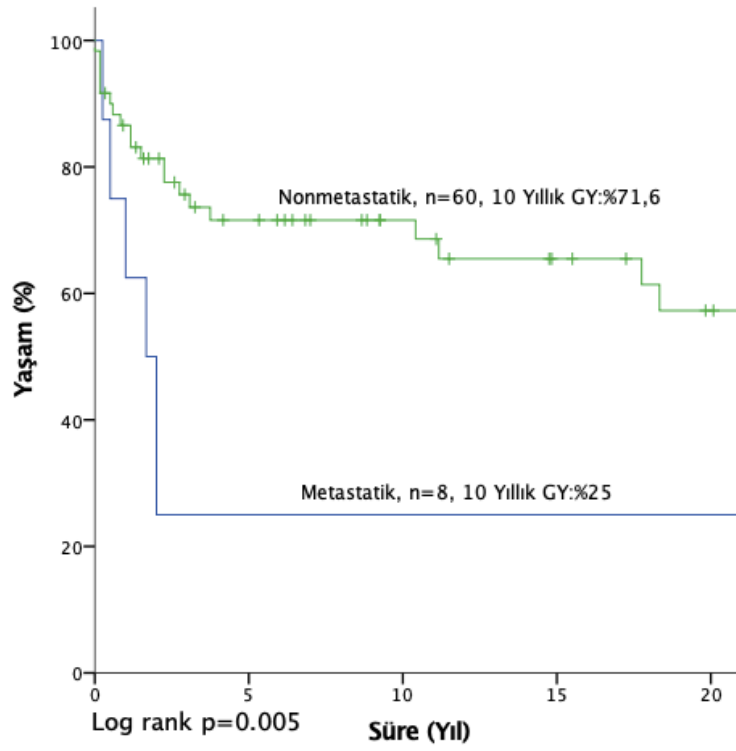 100
80
60
40
20
0
Yaşam (%)
Nonmetastatik, n=60, 10 Yıllık GY:%71,6
Metastatik, n=8, 10 Yıllık GY:%25
0
5
10
15
20
Log rank p=0.005
Süre (Yıl)